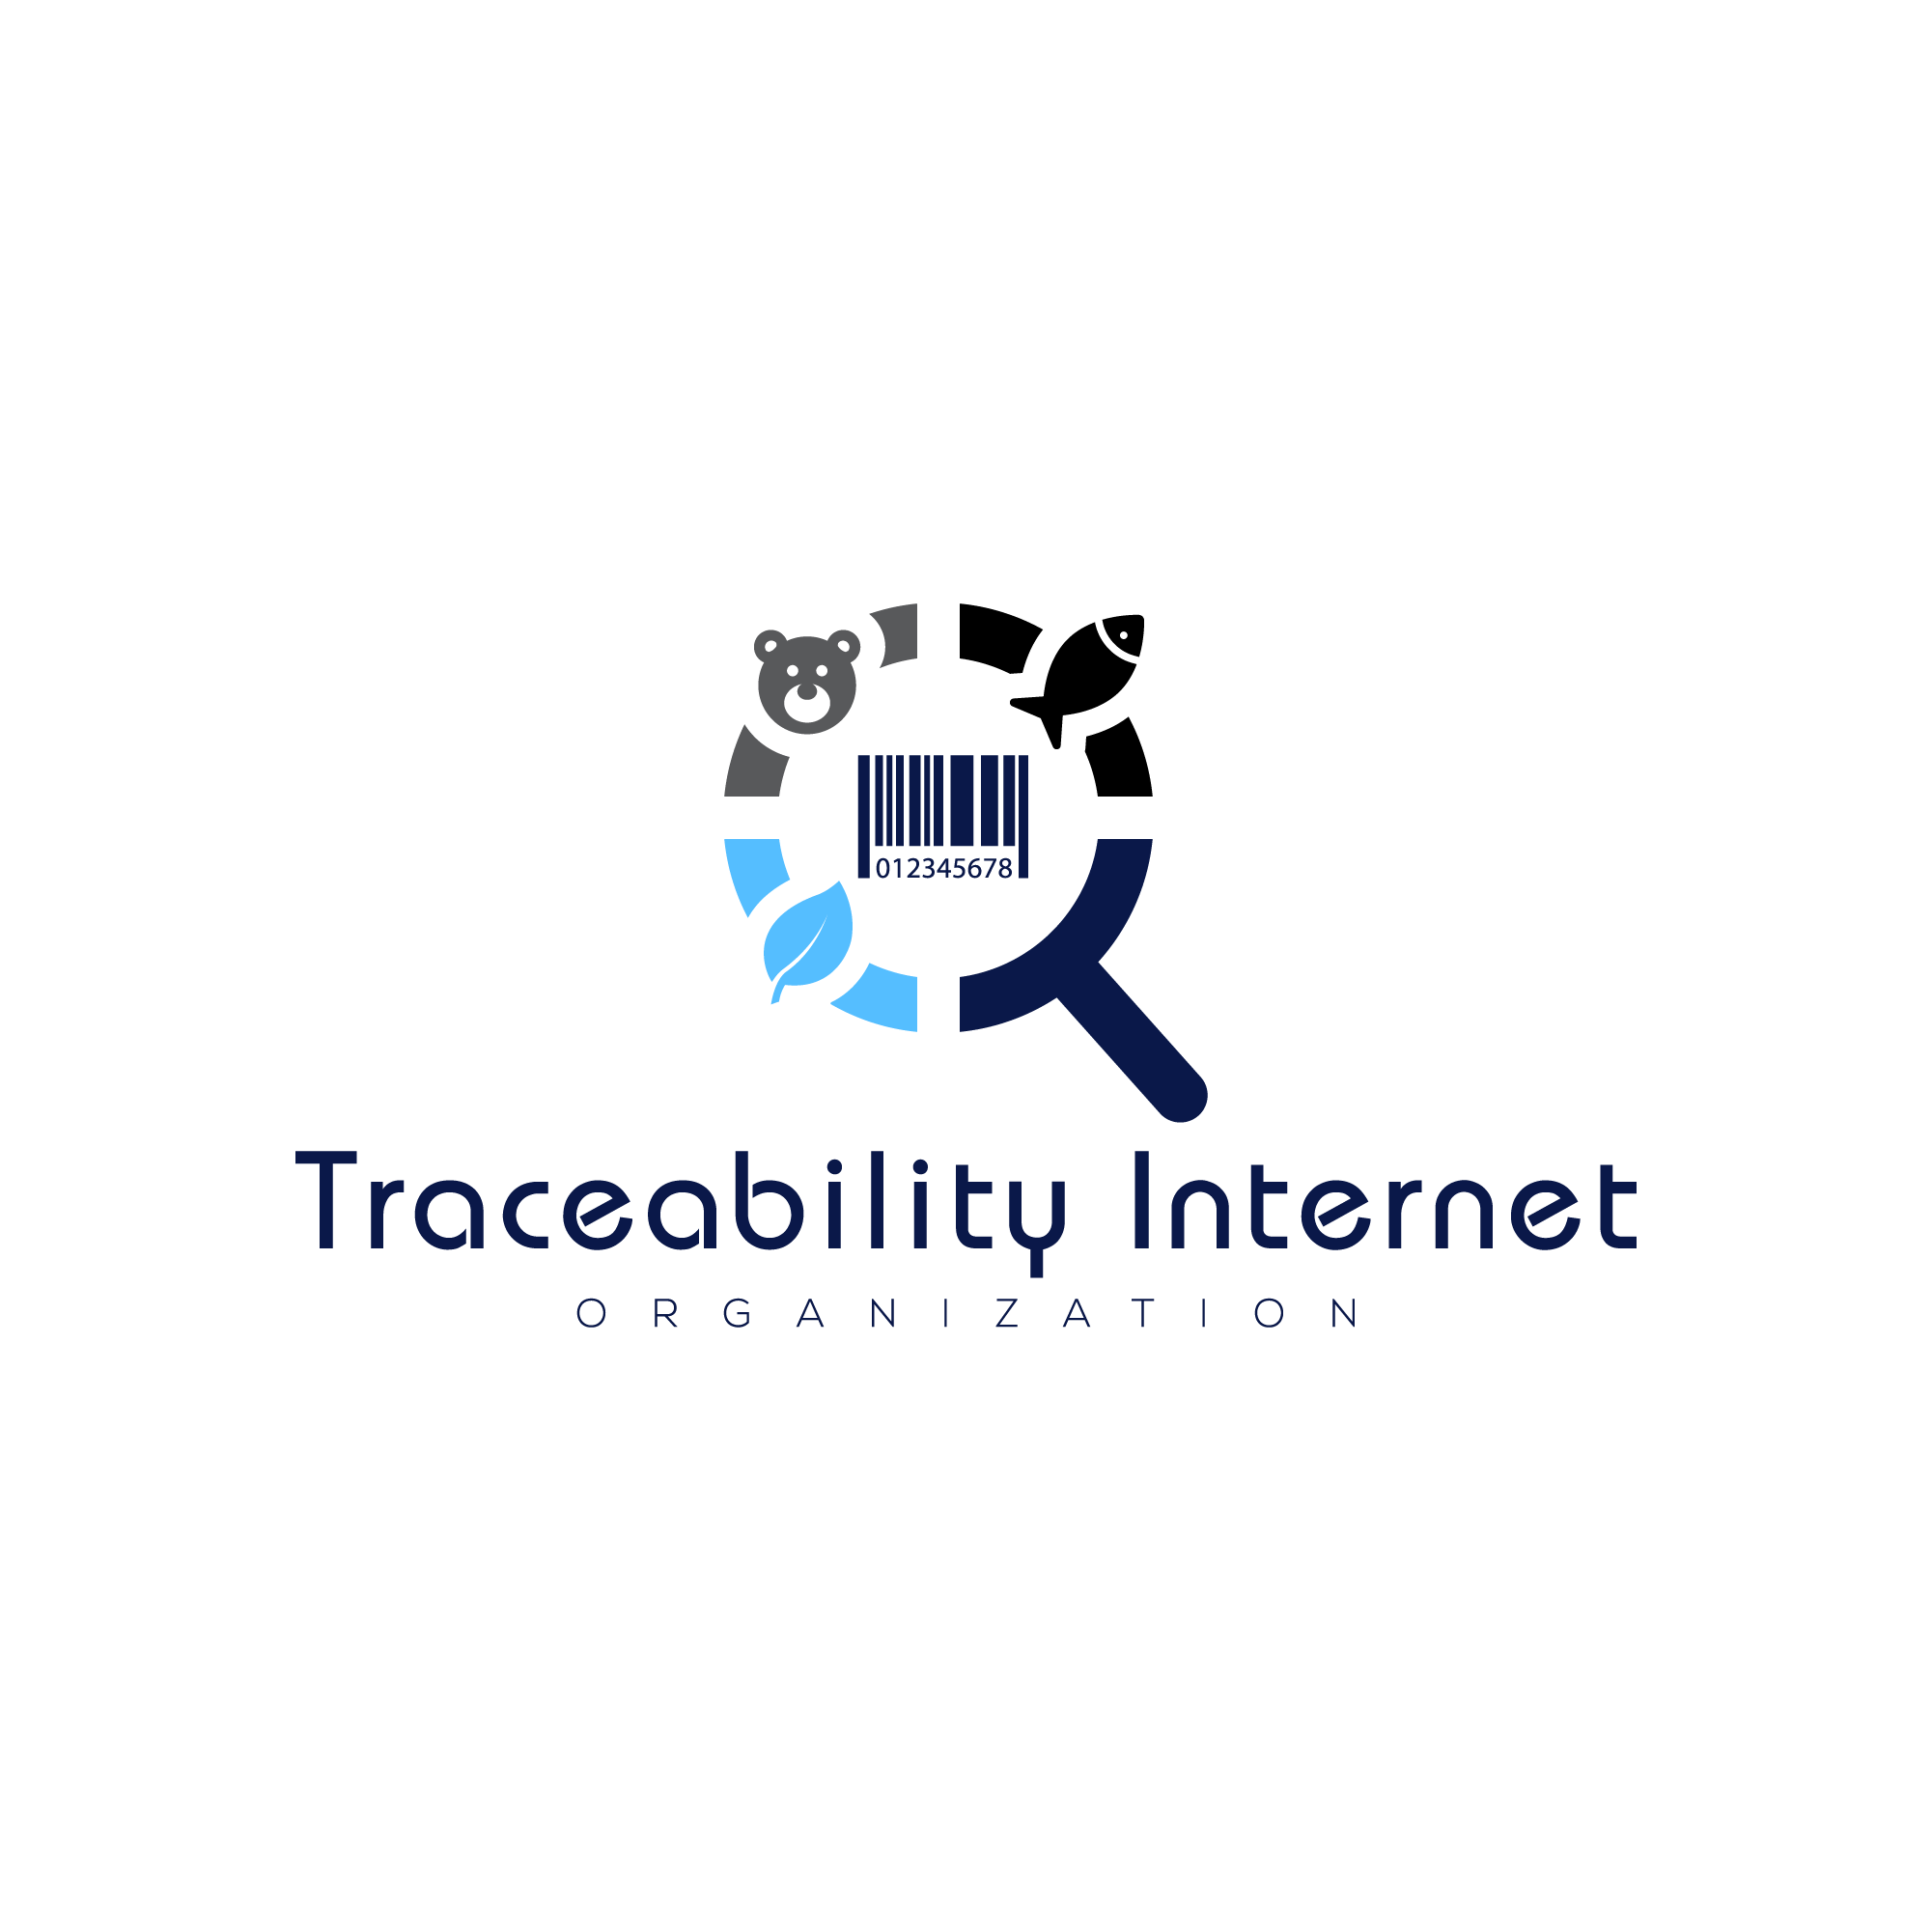 012345678
Traceability Internet
ORGANIZATION